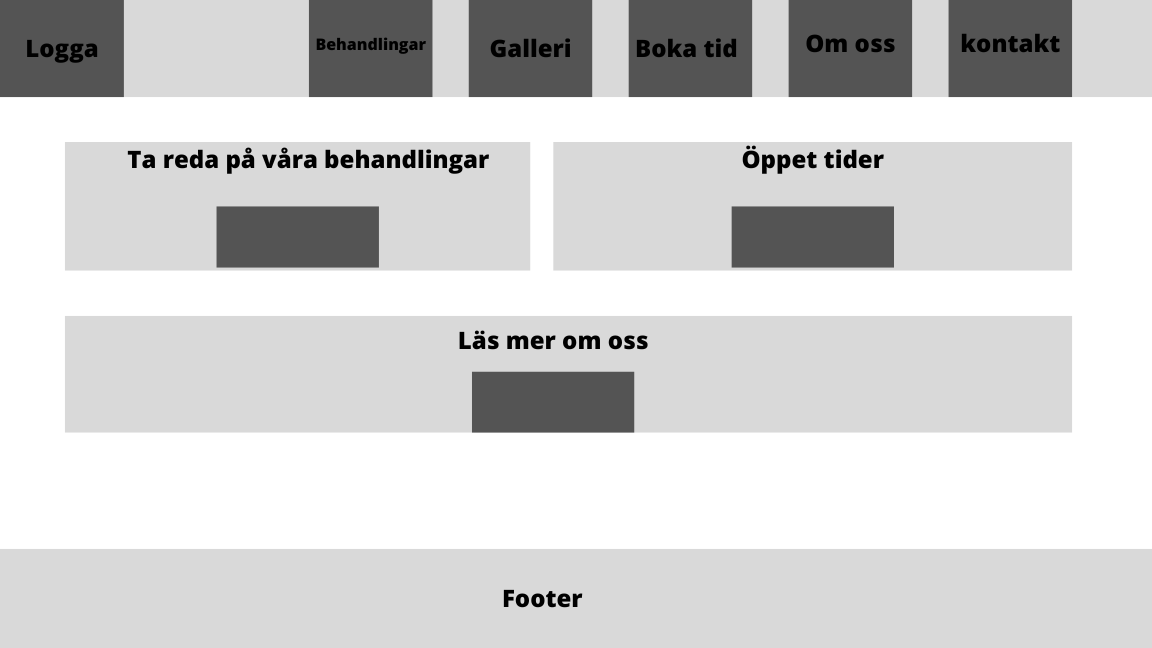 Logga
Behandlingar
Galleri
Boka tid
Om oss
kontakt
Ta reda på våra behandlingar
Öppet tider
Läs mer om oss
Footer